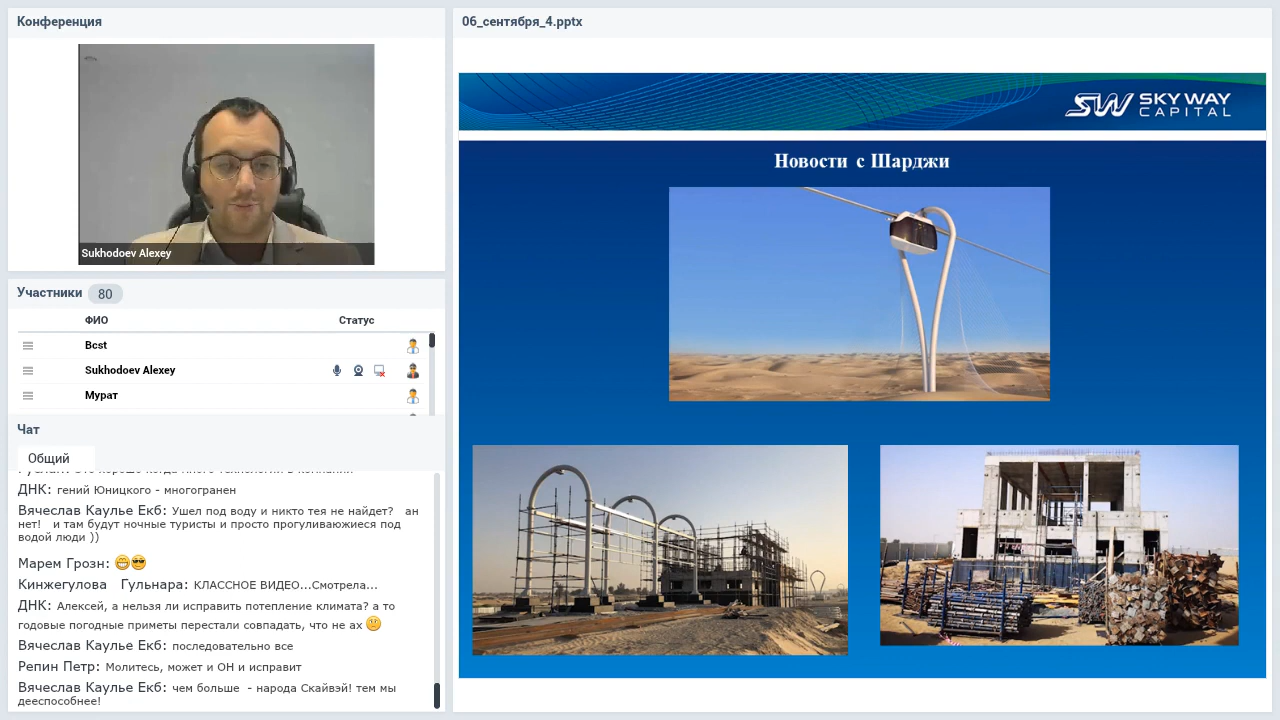 Конференция
Sukhodoev Alexey
Участники 80
ФИО Статус
Bcst
Sukhodoev Alexey
Мурат
Чат
Общий
ДНК: гений Юницкого - многогранен
Вячеслав Каулье Екб: Ушел под воду и никто тея не найдет? ан
нет! и там будут ночные туристы и просто прогуливаюжиеся под
водой люди ))
Марем Грозн:
Кинжегулова Гульнара: КЛАССНОЕ ВИДЕО...Смотрела...
ДНК: Алексей, а нельзя ли исправить потепление климата? а то
годовые погодные приметы перестали совпадать, что не ах
Вячеслав Каулье Екб: последовательно все
Репин Петр: Молитесь, может и ОН и исправит
Вячеслав Каулье Екб: чем больше - народа Скайвэй! тем мы
дееспособнее!
06_сентября_4.pptx
SW SKY WAY
CAPITAL
Новости с Шарджи